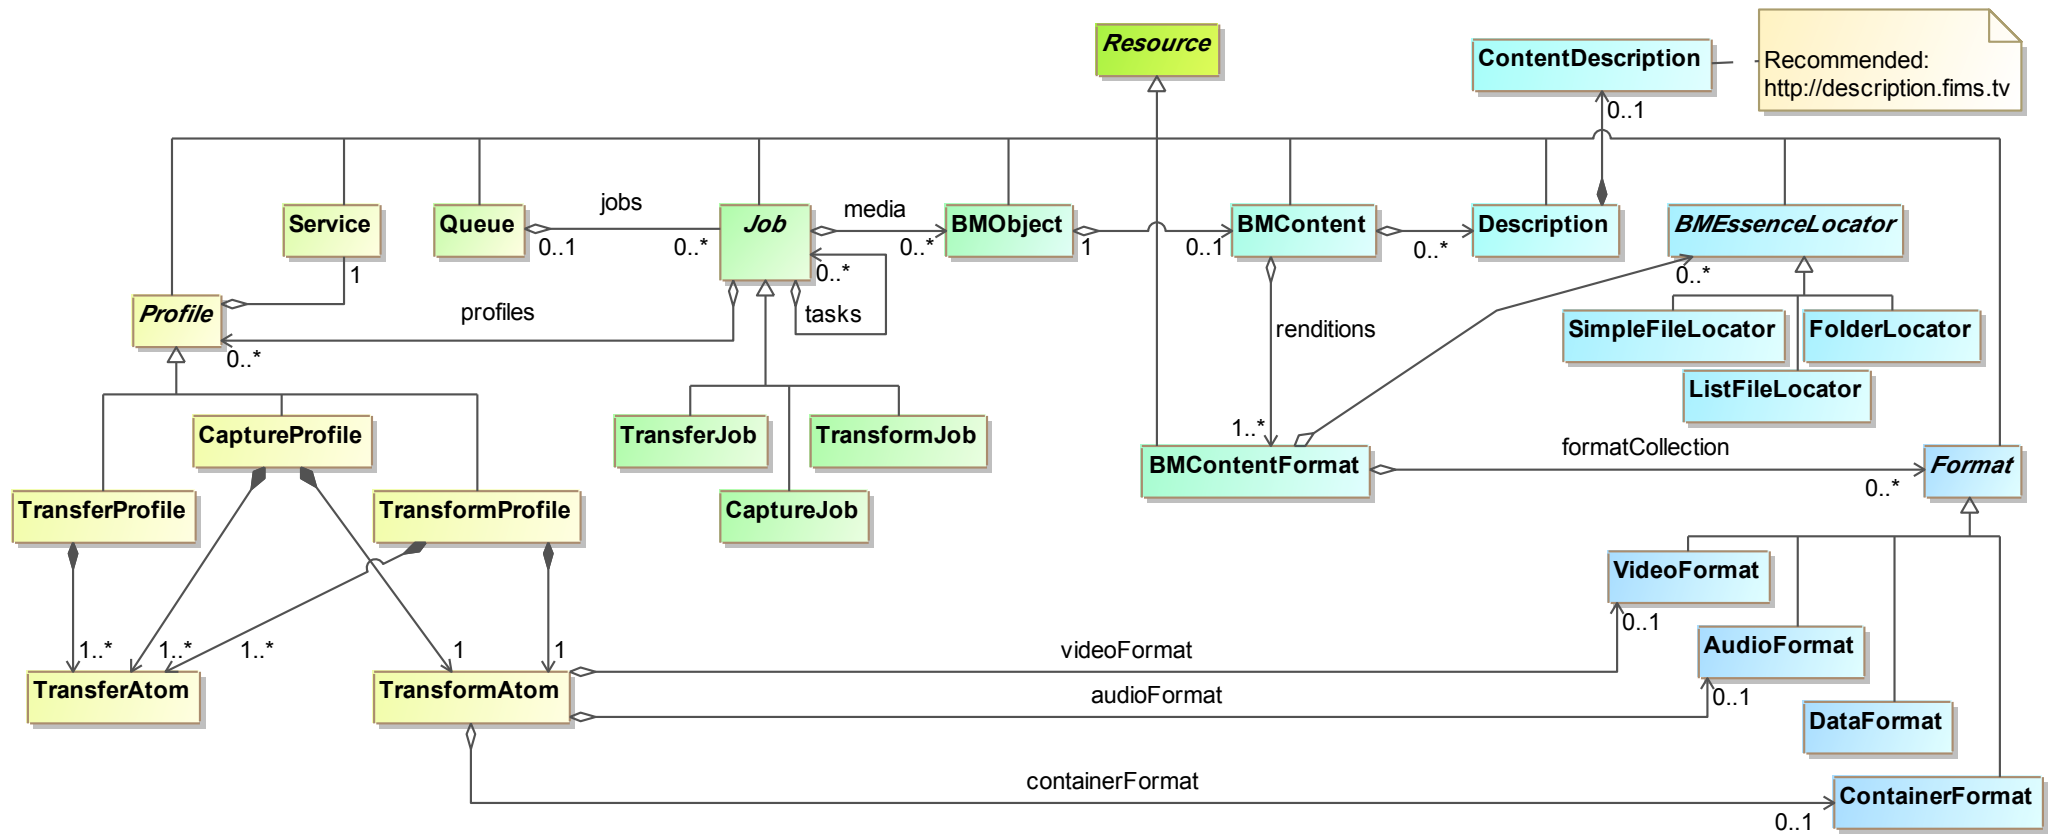 Resource
ContentDescription
Recommended:
http://description.fims.tv
0..1
Service
Queue
jobs
0..1
0..*
Job
media
0..*
BMObject
1
0..1
BMContent
0..*
Description
BMEssenceLocator
0..*
1
0..*
tasks
Profile
profiles
0..*
renditions
SimpleFileLocator
FolderLocator
ListFileLocator
CaptureProfile
TransferJob
TransformJob
1..*
BMContentFormat
formatCollection
0..*
Format
TransferProfile
TransformProfile
CaptureJob
VideoFormat
0..1
1..*
1..*
1..*
1
1
videoFormat
AudioFormat
0..1
TransferAtom
TransformAtom
audioFormat
DataFormat
containerFormat
ContainerFormat
0..1